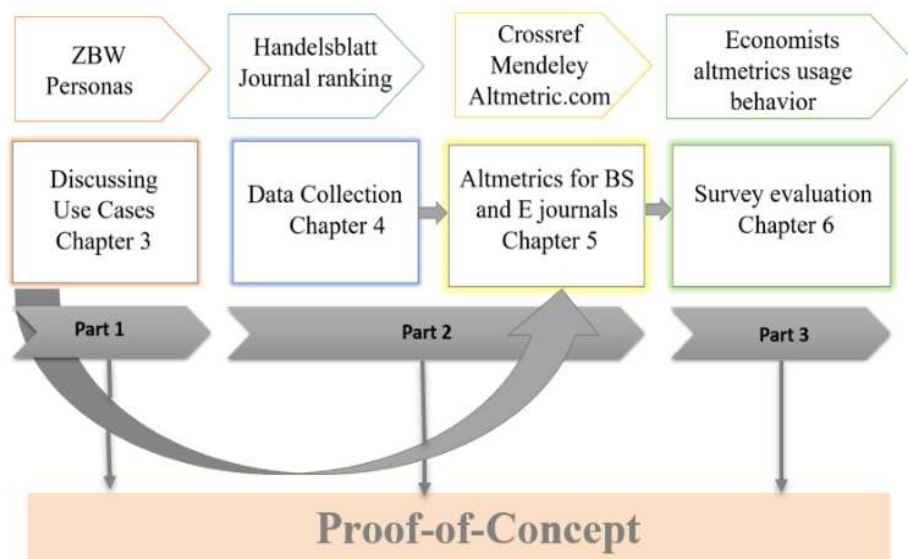 ZBW
Personas
Handelsblatt
Journal ranking
Crossref
Mendeley
Altmetric.com
Economists
altmetrics usage
behavior
Discussing
Use Cases
Chapter 3
Data Collection
Chapter 4
Altmetrics for BS
and E journals
Chapter 5
Survey evaluation
Chapter 6
Part 1
Part 2
Part 3
Proof-of-Concept